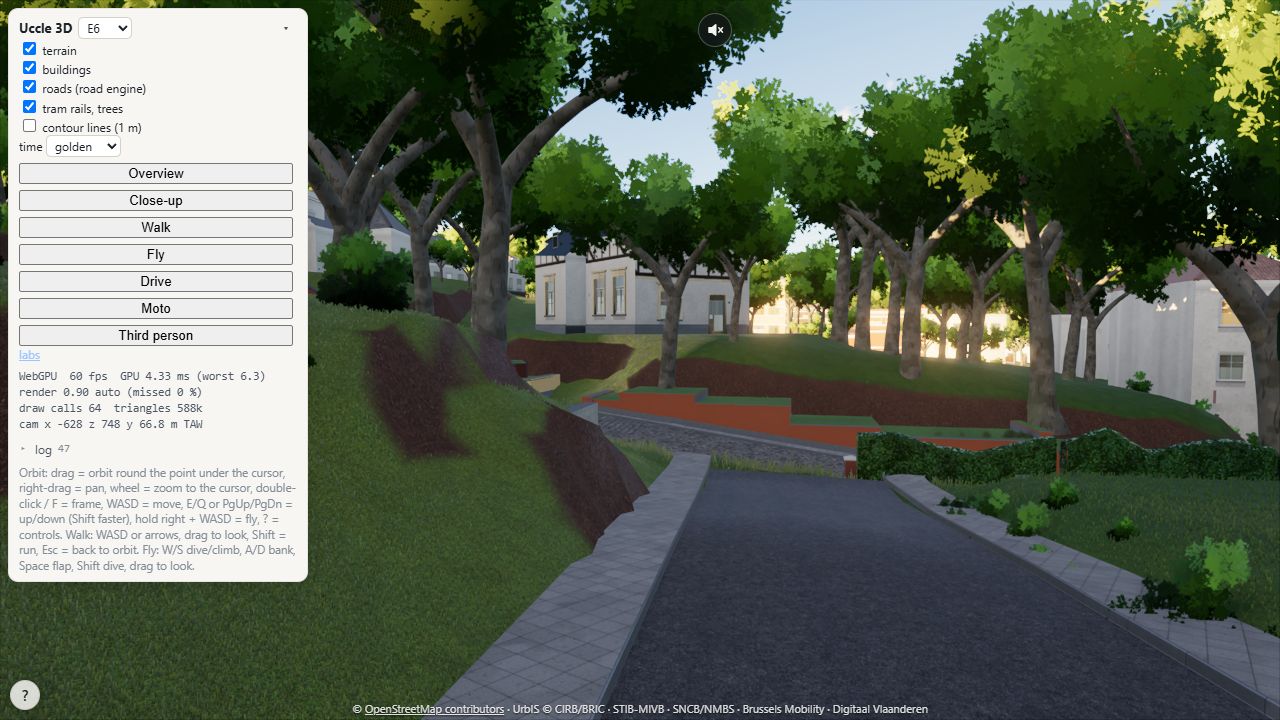 Uccle 3D E6
terrain
buildings
roads (road engine)
tram rails, trees
contour lines (1 m)
time golden
Overview
Close-up
Walk
Fly
Drive
Moto
Third person
labs
WebGPU 60 fps GPU 4.33 ms (worst 6.3)
render 0.90 auto (missed 0 %)
draw calls 64 triangles 588k
cam x -628 z 748 y 66.8 m TAW
log 47
Orbit: drag = orbit round the point under the cursor,
right-drag = pan, wheel = zoom to the cursor, double-
click / F = frame, WASD = move, E/Q or PgUp/PgDn =
up/down (Shift faster), hold right + WASD = fly, ? =
controls. Walk: WASD or arrows, drag to look, Shift =
run, Esc = back to orbit. Fly: W/S dive/climb, A/D bank,
Space flap, Shift dive, drag to look.
?
© OpenStreetMap contributors · UrbIS © CIRB/BRIC · STIB-MIVB · SNCB/NMBS · Brussels Mobility · Digitaal Vlaanderen